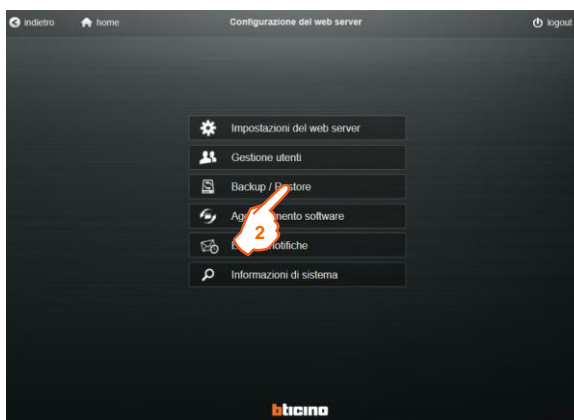 indietro home Configurazione del web server logout
Impostazioni del web server
Gestione utenti
Backup / Restore
software
2
notifiche
Informazioni di sistema
bticino